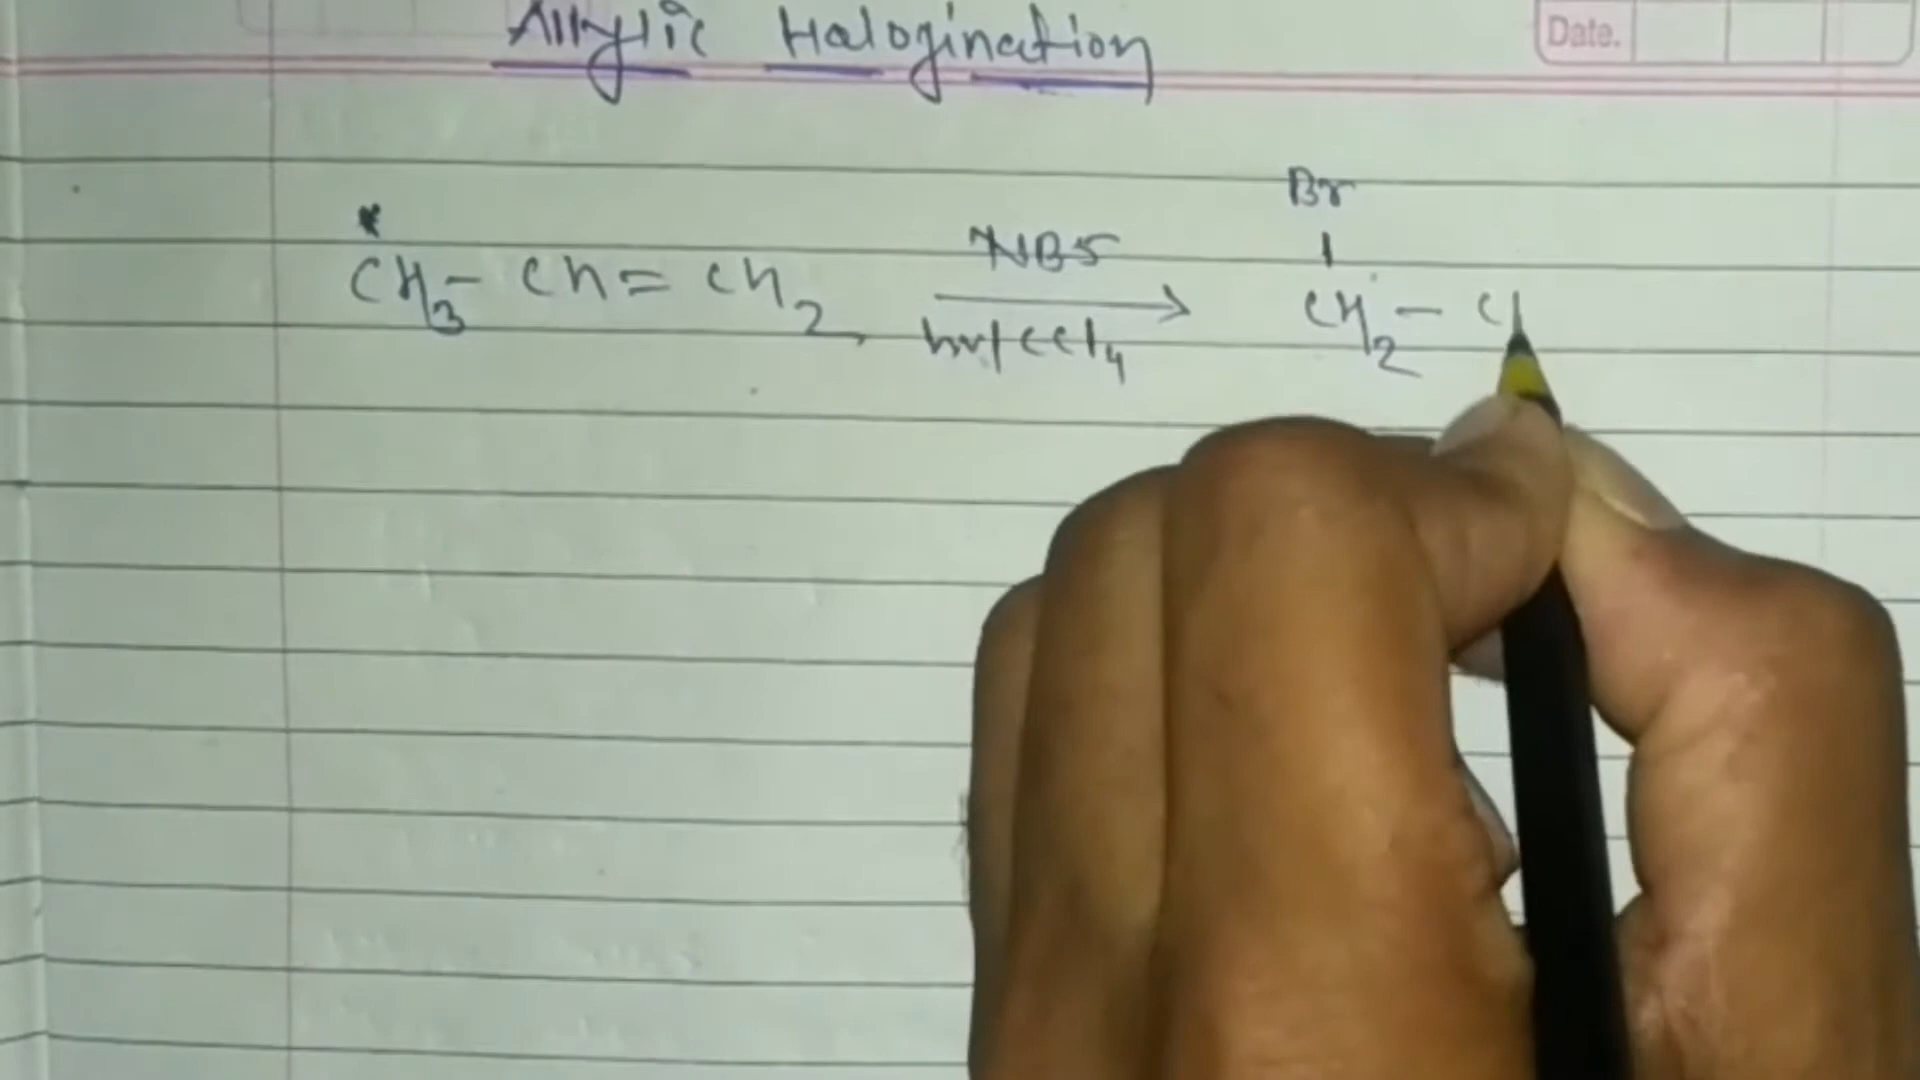 Allylic Halogination
Date.
Br
CH3- CH= CH2 NBS CH2- C
hν/CCl4